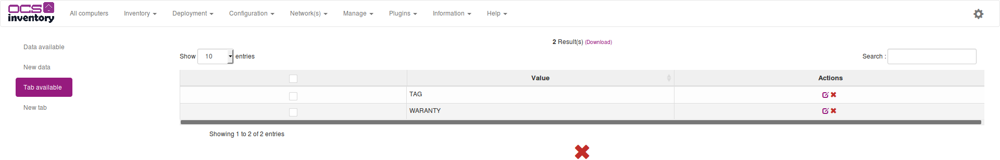 OCS inventory All computers Inventory Deployment Configuration Network(s) Manage Plugins Information Help
Data available
New data
Tab available
New tab
2 Result(s) (Download)
Show 10 entries Search :
Value Actions
TAG
WARANTY
Showing 1 to 2 of 2 entries